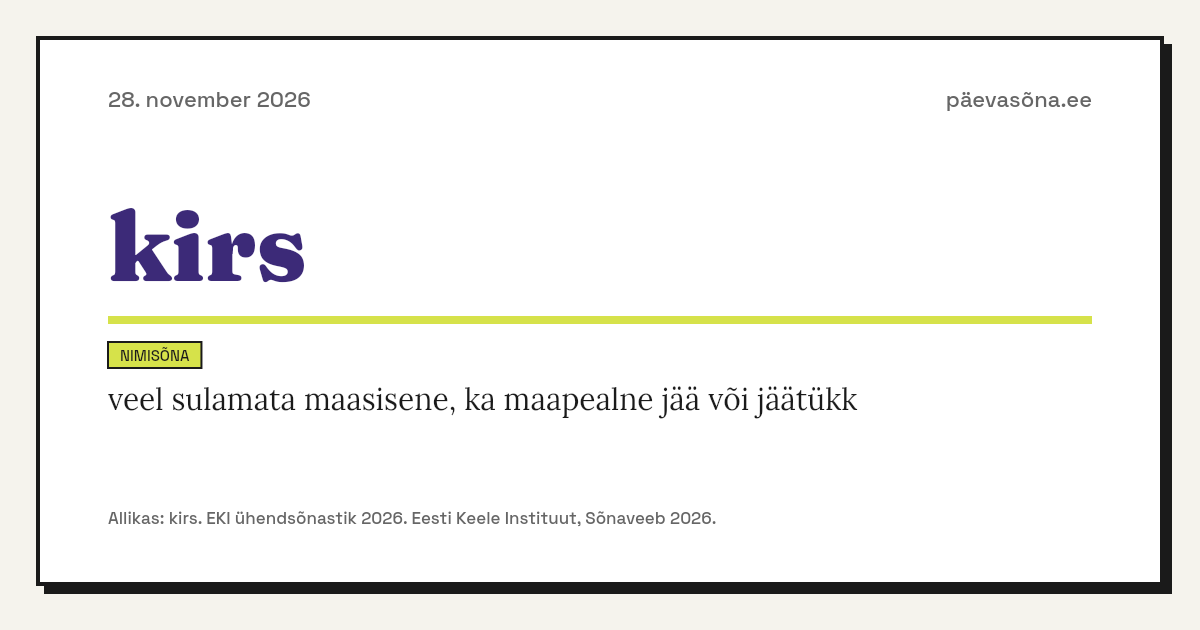 28. november 2026
päevasõna.ee
kirs
NIMISÕNA
veel sulamata maasisene, ka maapealne jää või jäätükk
Allikas: kirs. EKI ühendsõnastik 2026. Eesti Keele Instituut, Sõnaveeb 2026.